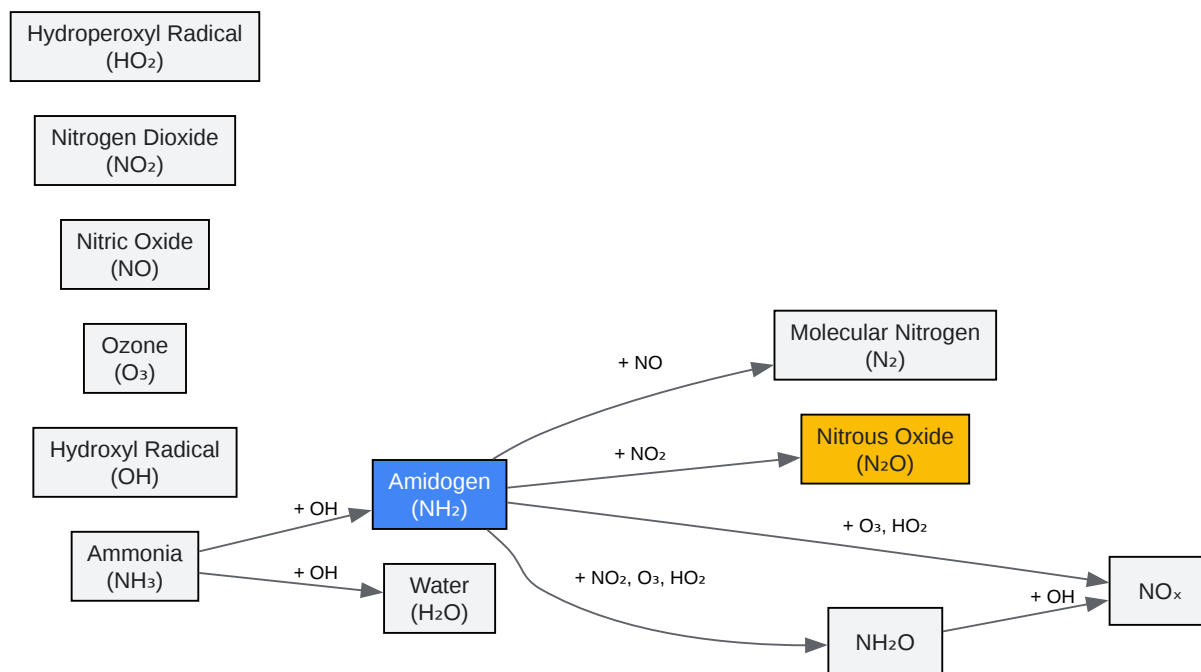 Hydroperoxyl Radical
(HO₂)
Nitrogen Dioxide
(NO₂)
Nitric Oxide
(NO)
Ozone
(O₃)
Molecular Nitrogen
(N₂)
+ NO
Hydroxyl Radical
(OH)
Nitrous Oxide
(N₂O)
+ NO₂
Amidogen
(NH₂)
+ OH
+ O₃, HO₂
Ammonia
(NH₃)
+ OH
Water
(H₂O)
+ NO₂, O₃, HO₂
+ OH
NOₓ
NH₂O